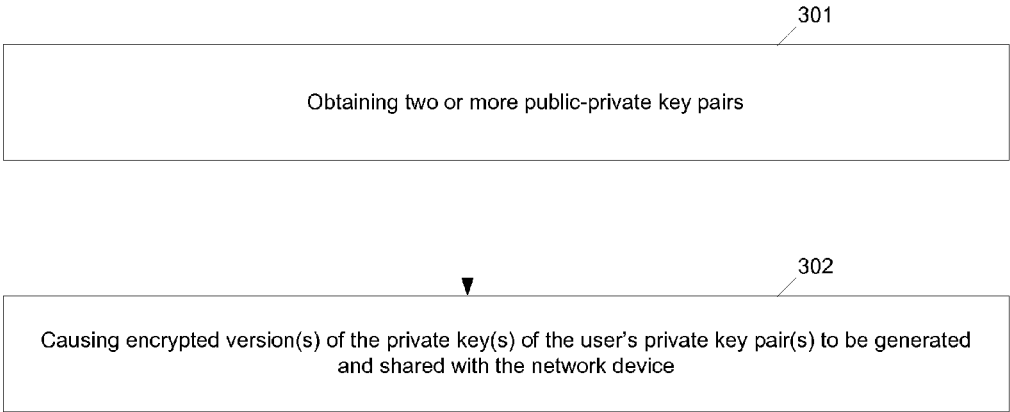 301
Obtaining two or more public-private key pairs
302
Causing encrypted version(s) of the private key(s) of the user's private key pair(s) to be generated
and shared with the network device